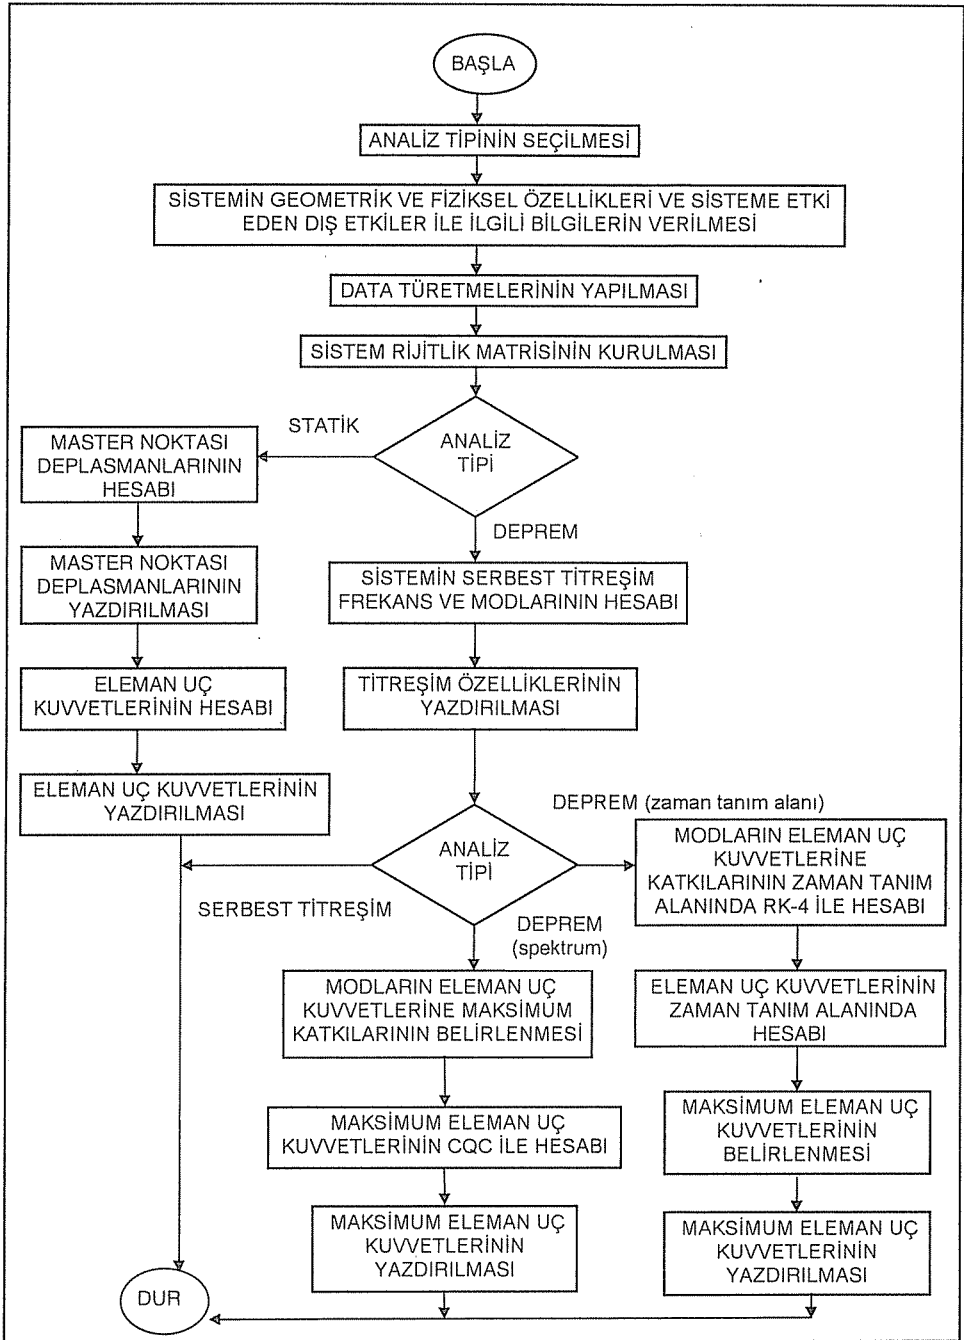 BAŞLA
ANALİZ TİPİNİN SEÇİLMESİ
SİSTEMİN GEOMETRİK VE FİZİKSEL ÖZELLİKLERİ VE SİSTEME ETKİ
EDEN DIŞ ETKİLER İLE İLGİLİ BİLGİLERİN VERİLMESİ
DATA TÜRETMELERİNİN YAPILMASI
SİSTEM RİJİTLİK MATRİSİNİN KURULMASI
STATİK
ANALİZ
TİPİ
MASTER NOKTASI
DEPLASMANLARININ
HESABI
DEPREM
MASTER NOKTASI
DEPLASMANLARININ
YAZDIRILMASI
SİSTEMİN SERBEST TİTREŞİM
FREKANS VE MODLARININ HESABI
ELEMAN UÇ
KUVVETLERİNİN HESABI
TİTREŞİM ÖZELLİKLERİNİN
YAZDIRILMASI
ELEMAN UÇ KUVVETLERİNİN
YAZDIRILMASI
ANALİZ
TİPİ
DEPREM (zaman tanım alanı)
SERBEST TİTREŞİM
DEPREM
(spektrum)
MODLARIN ELEMAN UÇ
KUVVETLERİNE
KATKILARININ ZAMAN TANIM
ALANINDA RK-4 İLE HESABI
MODLARIN ELEMAN UÇ
KUVVETLERİNE MAKSİMUM
KATKILARININ BELİRLENMESİ
ELEMAN UÇ KUVVETLERİNİN
ZAMAN TANIM ALANINDA
HESABI
MAKSİMUM ELEMAN UÇ
KUVVETLERİNİN CQC İLE HESABI
MAKSİMUM ELEMAN UÇ
KUVVETLERİNİN
BELİRLENMESİ
MAKSİMUM ELEMAN UÇ
KUVVETLERİNİN
YAZDIRILMASI
MAKSİMUM ELEMAN UÇ
KUVVETLERİNİN
YAZDIRILMASI
DUR